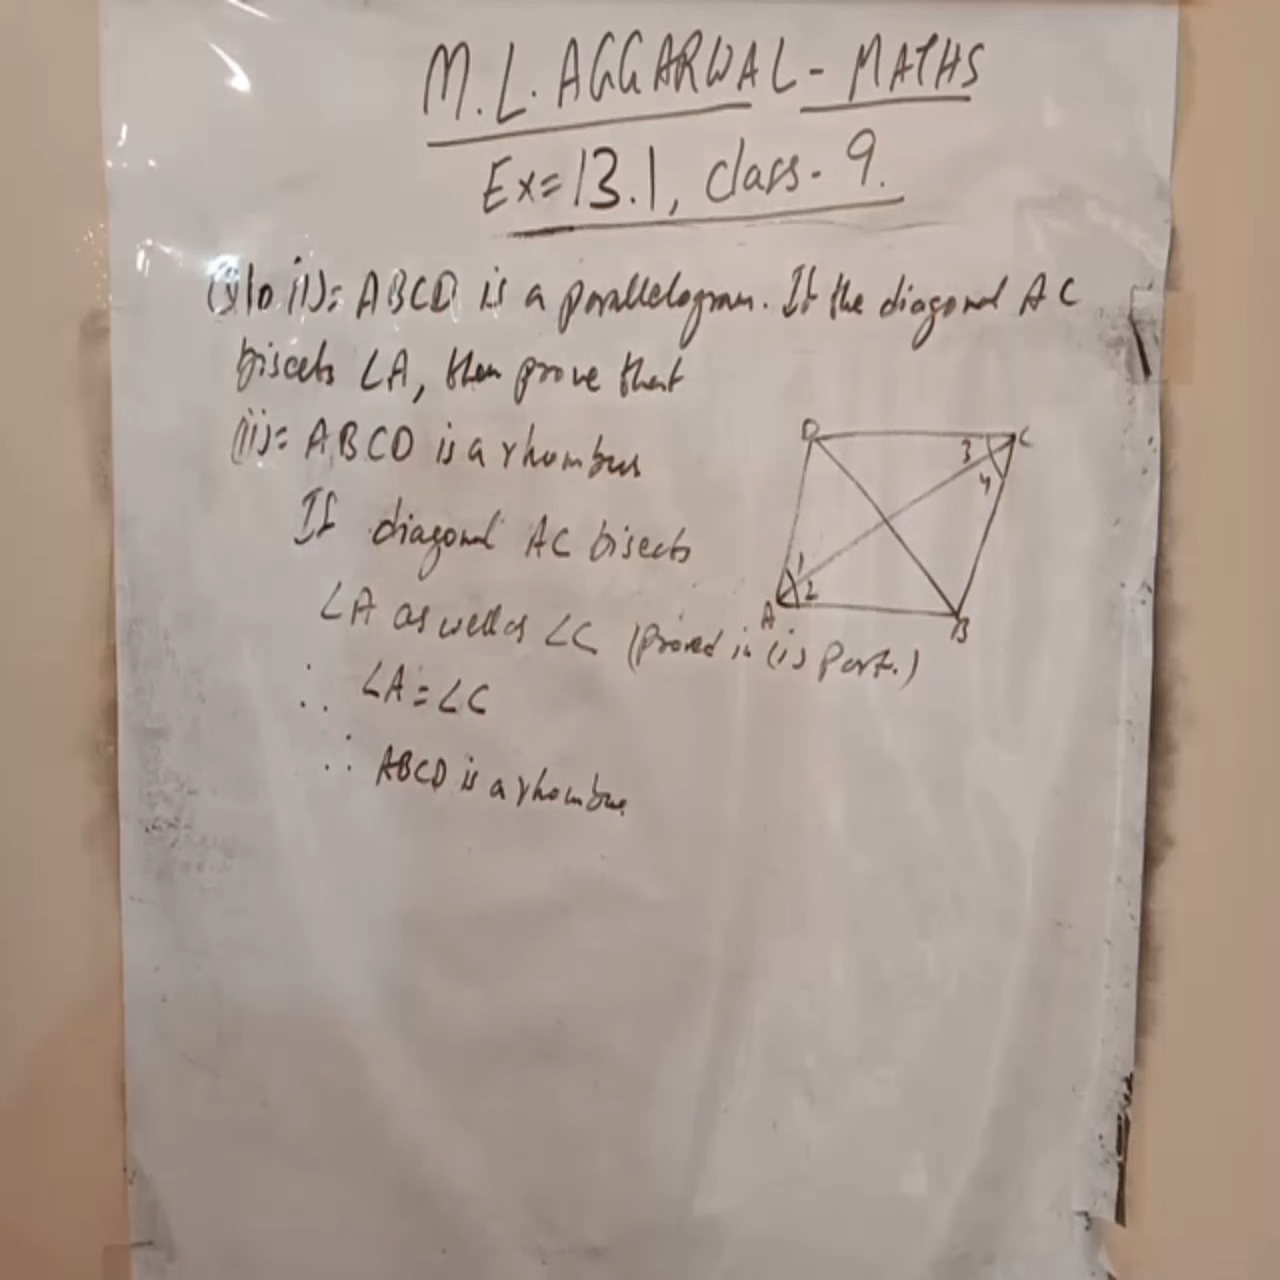 M.L. AGGARWAL - MATHS
Ex=13.1, class- 9.
Q10 ii)= ABCD is a parallelogram. If the diagonal AC
bisects ∠A, then prove that
(ii)= ABCD is a rhombus
If diagonal AC bisects
∠A as well as ∠C (Proved in (i) Part.)
∴ ∠A = ∠C
∴ ABCD is a rhombus
D
3
C
4
1
2
A
B